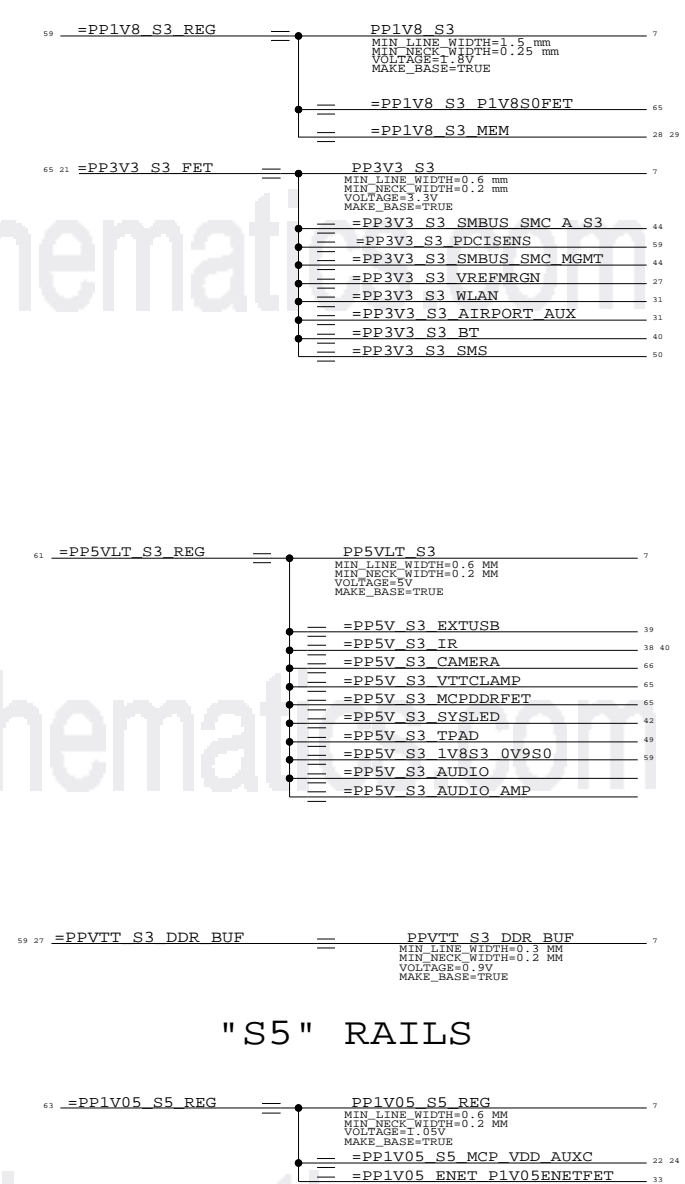 59 =PP1V8_S3_REG PP1V8_S3 7
MIN_LINE_WIDTH=1.5 mm
MIN_NECK_WIDTH=0.25 mm
VOLTAGE=1.8V
MAKE_BASE=TRUE
=PP1V8_S3_P1V8S0FET 65
=PP1V8_S3_MEM 28 29
65 21 =PP3V3_S3_FET PP3V3_S3 7
MIN_LINE_WIDTH=0.6 mm
MIN_NECK_WIDTH=0.2 mm
VOLTAGE=3.3V
MAKE_BASE=TRUE
=PP3V3_S3_SMBUS_SMC_A_S3 44
=PP3V3_S3_PDCISENS 59
=PP3V3_S3_SMBUS_SMC_MGMT 44
=PP3V3_S3_VREFMRGN 27
=PP3V3_S3_WLAN 31
=PP3V3_S3_AIRPORT_AUX 31
=PP3V3_S3_BT 40
=PP3V3_S3_SMS 50
hematic .com
61 =PP5VLT_S3_REG PP5VLT_S3 7
MIN_LINE_WIDTH=0.6 MM
MIN_NECK_WIDTH=0.2 MM
VOLTAGE=5V
MAKE_BASE=TRUE
=PP5V_S3_EXTUSB 39
=PP5V_S3_IR 38 40
=PP5V_S3_CAMERA 66
=PP5V_S3_VTTCLAMP 65
=PP5V_S3_MCPDDRFET 65
=PP5V_S3_SYSLED 42
=PP5V_S3_TPAD 49
=PP5V_S3_1V8S3_0V9S0 59
=PP5V_S3_AUDIO
=PP5V_S3_AUDIO_AMP
hematic .com
59 27 =PPVTT_S3_DDR_BUF PPVTT_S3_DDR_BUF 7
MIN_LINE_WIDTH=0.3 MM
MIN_NECK_WIDTH=0.2 MM
VOLTAGE=0.9V
MAKE_BASE=TRUE
"S5" RAILS
63 =PP1V05_S5_REG PP1V05_S5_REG 7
MIN_LINE_WIDTH=0.6 MM
MIN_NECK_WIDTH=0.2 MM
VOLTAGE=1.05V
MAKE_BASE=TRUE
=PP1V05_S5_MCP_VDD_AUXC 22 24
=PP1V05_ENET_P1V05ENETFET 33